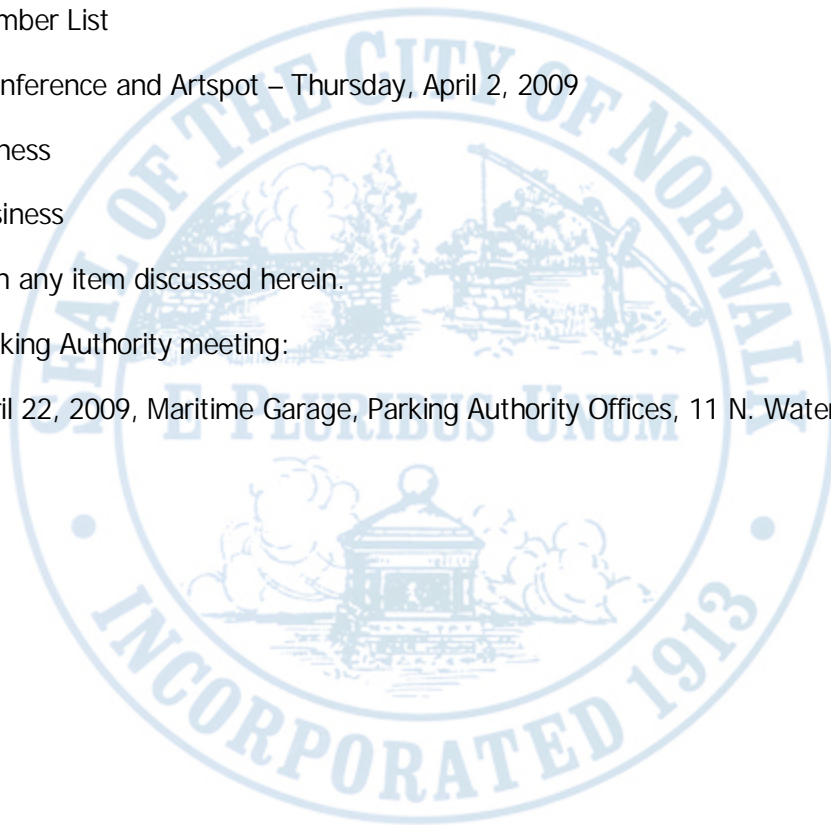 mber List
nference and Artspot – Thursday, April 2, 2009
ness
siness
n any item discussed herein.
king Authority meeting:
il 22, 2009, Maritime Garage, Parking Authority Offices, 11 N. Water
SEAL OF THE CITY OF NORWALK
E PLURIBUS UNUM
INCORPORATED 1913